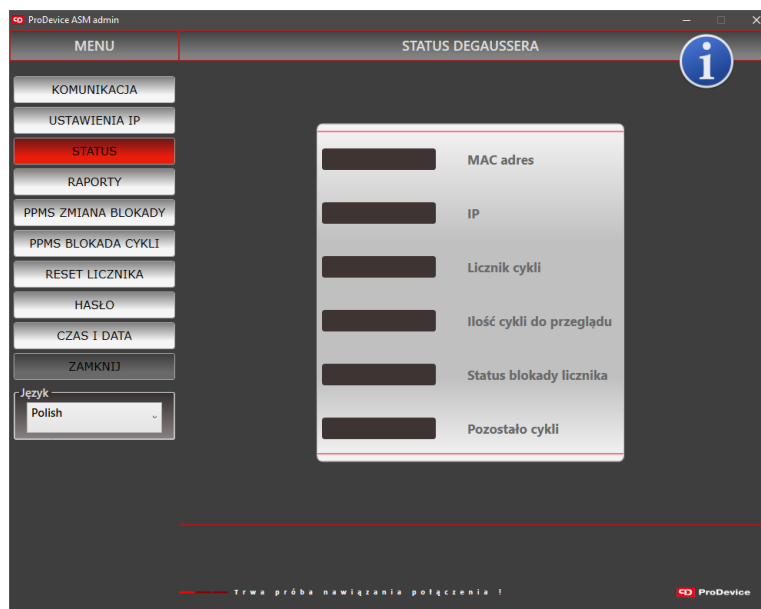 ProDevice ASM admin
MENU
STATUS DEGAUSSERA
KOMUNIKACJA
USTAWIENIA IP
STATUS
RAPORTY
PPMS ZMIANA BLOKADY
PPMS BLOKADA CYKLI
RESET LICZNIKA
HASŁO
CZAS I DATA
ZAMKNIJ
Język
Polish
MAC adres
IP
Licznik cykli
Ilość cykli do przeglądu
Status blokady licznika
Pozostało cykli
Trwa próba nawiązania połączenia !
ProDevice